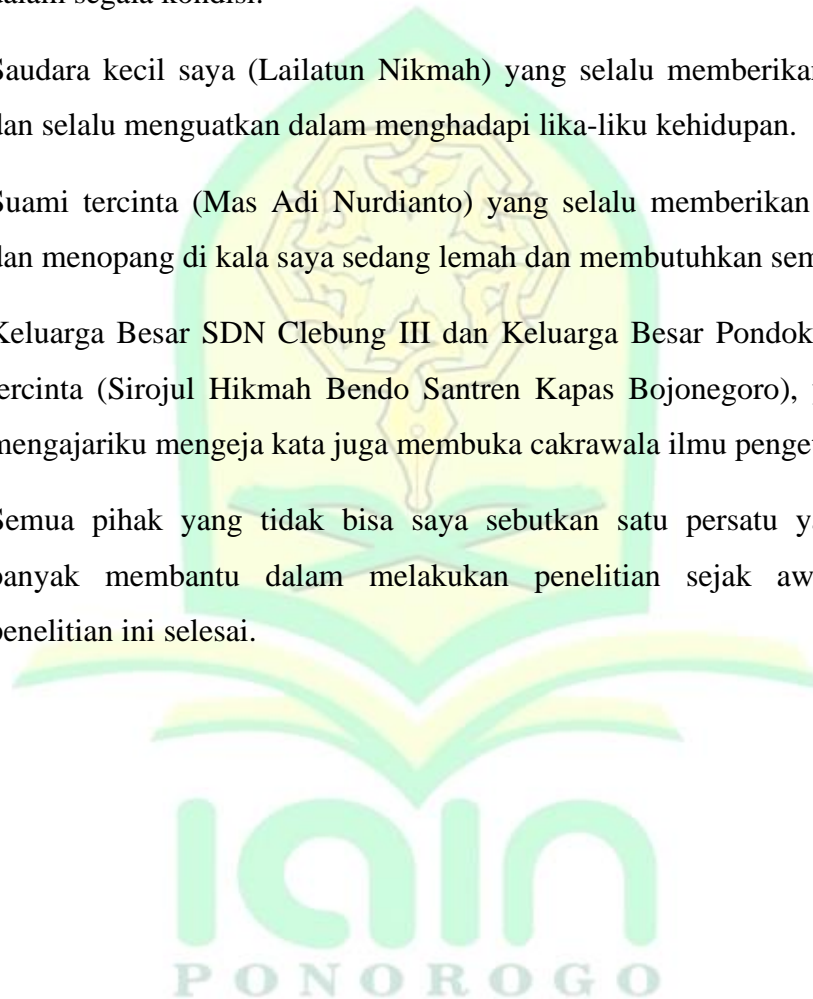 dalam segala kondisi.
Saudara kecil saya (Lailatun Nikmah) yang selalu memberikan
dan selalu menguatkan dalam menghadapi lika-liku kehidupan.
Suami tercinta (Mas Adi Nurdianto) yang selalu memberikan
dan menopang di kala saya sedang lemah dan membutuhkan sem
Keluarga Besar SDN Clebung III dan Keluarga Besar Pondok
tercinta (Sirojul Hikmah Bendo Santren Kapas Bojonegoro),
mengajariku mengeja kata juga membuka cakrawala ilmu penge
Semua pihak yang tidak bisa saya sebutkan satu persatu ya
banyak membantu dalam melakukan penelitian sejak aw
penelitian ini selesai.
iain
PONOROGO